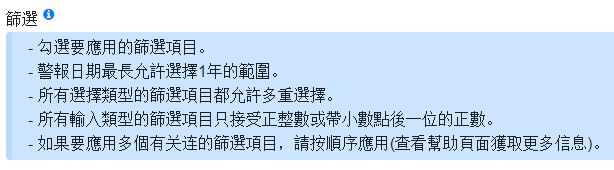 篩選
- 勾選要應用的篩選項目。
- 警報日期最長允許選擇1年的範圍。
- 所有選擇類型的篩選項目都允許多重選擇。
- 所有輸入類型的篩選項目只接受正整數或帶小數點後一位的正數。
- 如果要應用多個有关连的篩選項目，請按順序應用(查看幫助頁面獲取更多信息)。